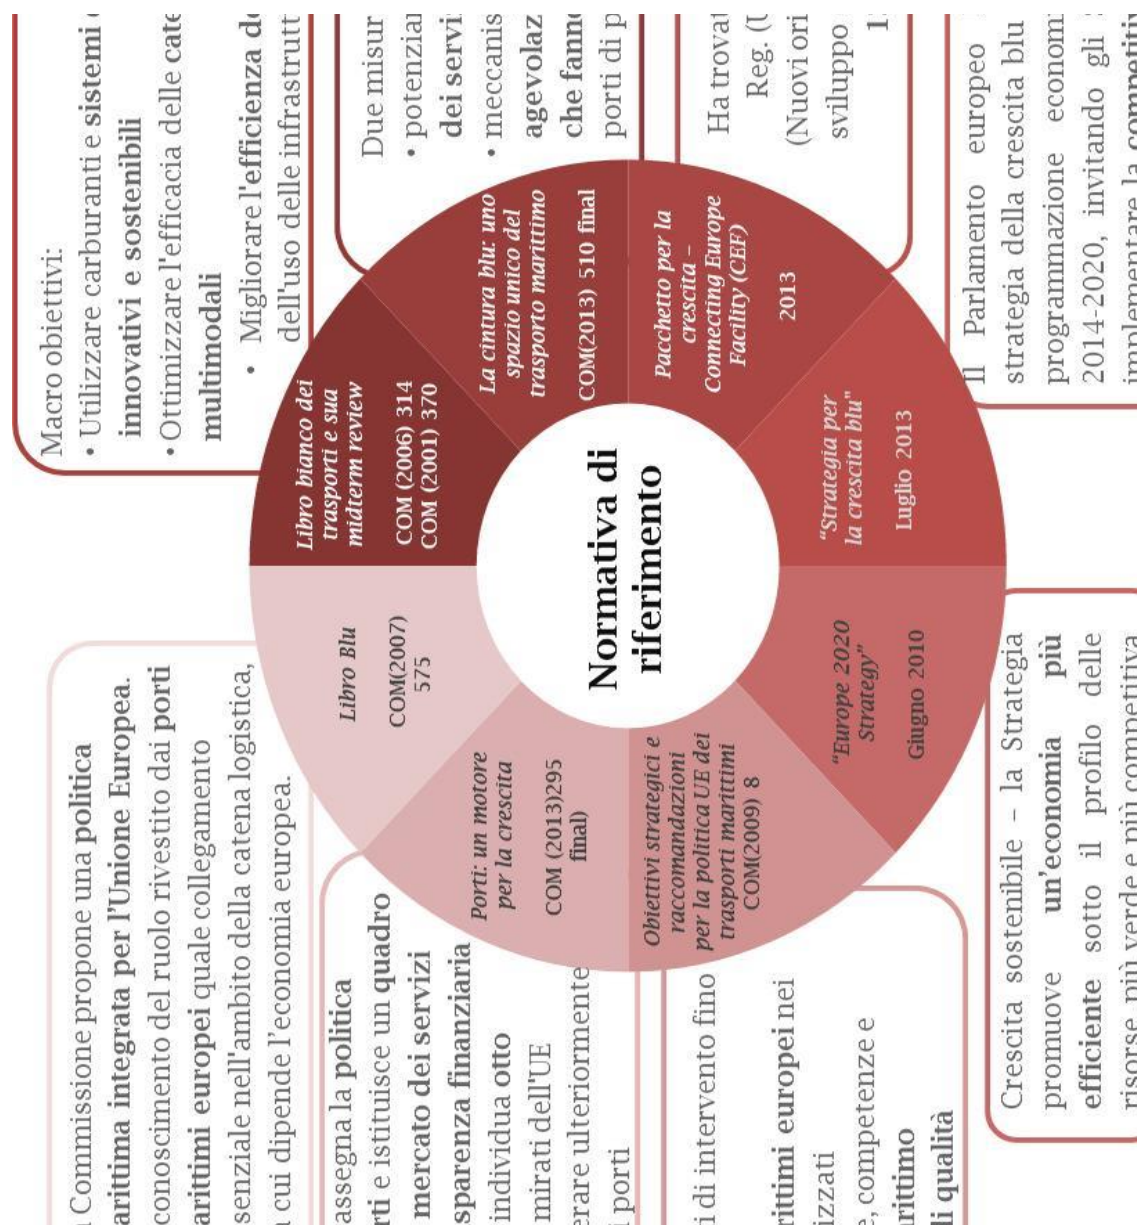 Commissione propone una politica
arittima integrata per l'Unione Europea.
conoscimento del ruolo rivestito dai porti
arittimi europei quale collegamento
senziale nell'ambito della catena logistica,
cui dipende l'economia europea.
assegna la politica
rti e istituisce un quadro
mercato dei servizi
sparenza finanziaria
individua otto
mirati dell'UE
erare ulteriormente
porti
i di intervento fino
rittimi europei nei
izzati
, competenze e
rittimo
li qualità
Crescita sostenibile – la Strategia
promuove un'economia più
efficiente sotto il profilo delle
risorse, più verde e più competitiva
Macro obiettivi:
• Utilizzare carburanti e sistemi
innovativi e sostenibili
• Ottimizzare l'efficacia delle cate
multimodali
• Migliorare l'efficienza de
dell'uso delle infrastrutt
Due misur
• potenziar
dei servi
• meccanis
agevolaz
che fanno
porti di p
Ha trovat
Reg. (U
(Nuovi ori
sviluppo
1
Il Parlamento europeo
strategia della crescita blu
programmazione economi
2014-2020, invitando gli
implementare la competitiv
Normativa di
riferimento
Libro bianco dei
trasporti e sua
midterm review
COM (2006) 314
COM (2001) 370
La cintura blu: uno
spazio unico del
trasporto marittimo
COM(2013) 510 final
Pacchetto per la
crescita –
Connecting Europe
Facility (CEF)
2013
“Strategia per
la crescita blu"
Luglio 2013
“Europe 2020
Strategy”
Giugno 2010
Obiettivi strategici e
raccomandazioni
per la politica UE dei
trasporti marittimi
COM(2009) 8
Porti: un motore
per la crescita
COM (2013)295
final)
Libro Blu
COM(2007)
575